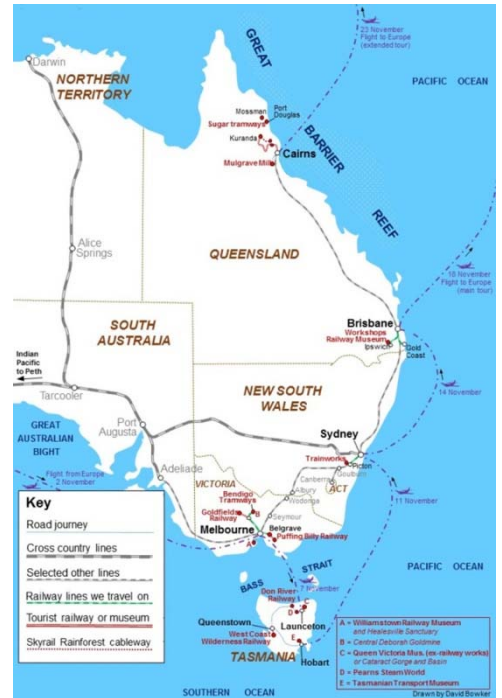 23 November
Flight to Europe
(extended tour)
Darwin
NORTHERN
TERRITORY
GREAT
BARRIER
REEF
PACIFIC OCEAN
Mossman
Port
Douglas
Sugar tramways
Kuranda
Cairns
Mulgrave Mill
Alice
Springs
QUEENSLAND
18 November
Flight to Europe
(main tour)
SOUTH
AUSTRALIA
Brisbane
Workshops
Railway Museum
Ipswich
Gold
Coast
Indian
Pacific
to Peth
Tarcooler
NEW SOUTH
WALES
14 November
Port
Augusta
GREAT
AUSTRALIAN
BIGHT
Sydney
Trainworks
Picton
Goulburn
Canberra
ACT
Adeliade
Flight from Europe
2 November
VICTORIA
Albury
Wodonga
Bendigo
Tramways
Goldfields
Railway
B
Seymour
11 November
Melbourne
Belgrave
Puffing Billy Railway
A
Key
Road journey
Cross country lines
Selected other lines
Railway lines we travel on
Tourist railway or museum
Skyrail Rainforest cableway
BASS STRAIT
7 November
PACIFIC OCEAN
Don River
Railway
C
D
Queenstown
Launceton
West Coast
Wilderness Railway
E
TASMANIA
Hobart
SOUTHERN OCEAN
A = Williamstown Railway Museum
and Healesville Sanctuary
B = Central Deborah Goldmine
C = Queen Victoria Mus. (ex-railway works)
or Cataract Gorge and Basin
D = Pearns Steam World
E = Tasmanian Transport Museum
Drawn by David Bowker